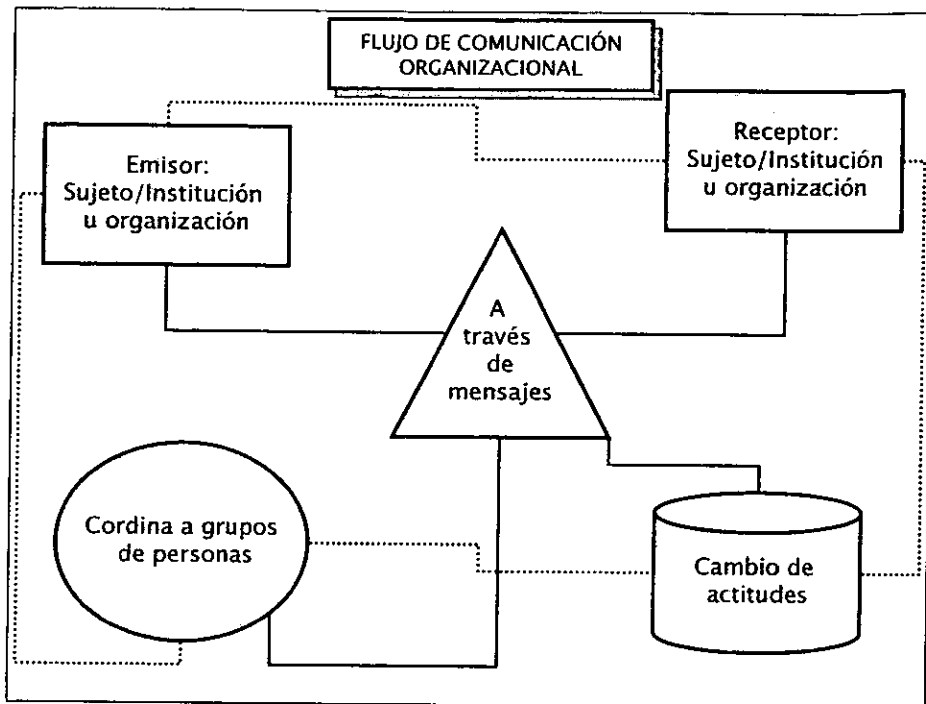 FLUJO DE COMUNICACIÓN
ORGANIZACIONAL
Emisor:
Sujeto/Institución
u organización
Receptor:
Sujeto/Institución
u organización
A
través
de
mensajes
Cordina a grupos
de personas
Cambio de
actitudes